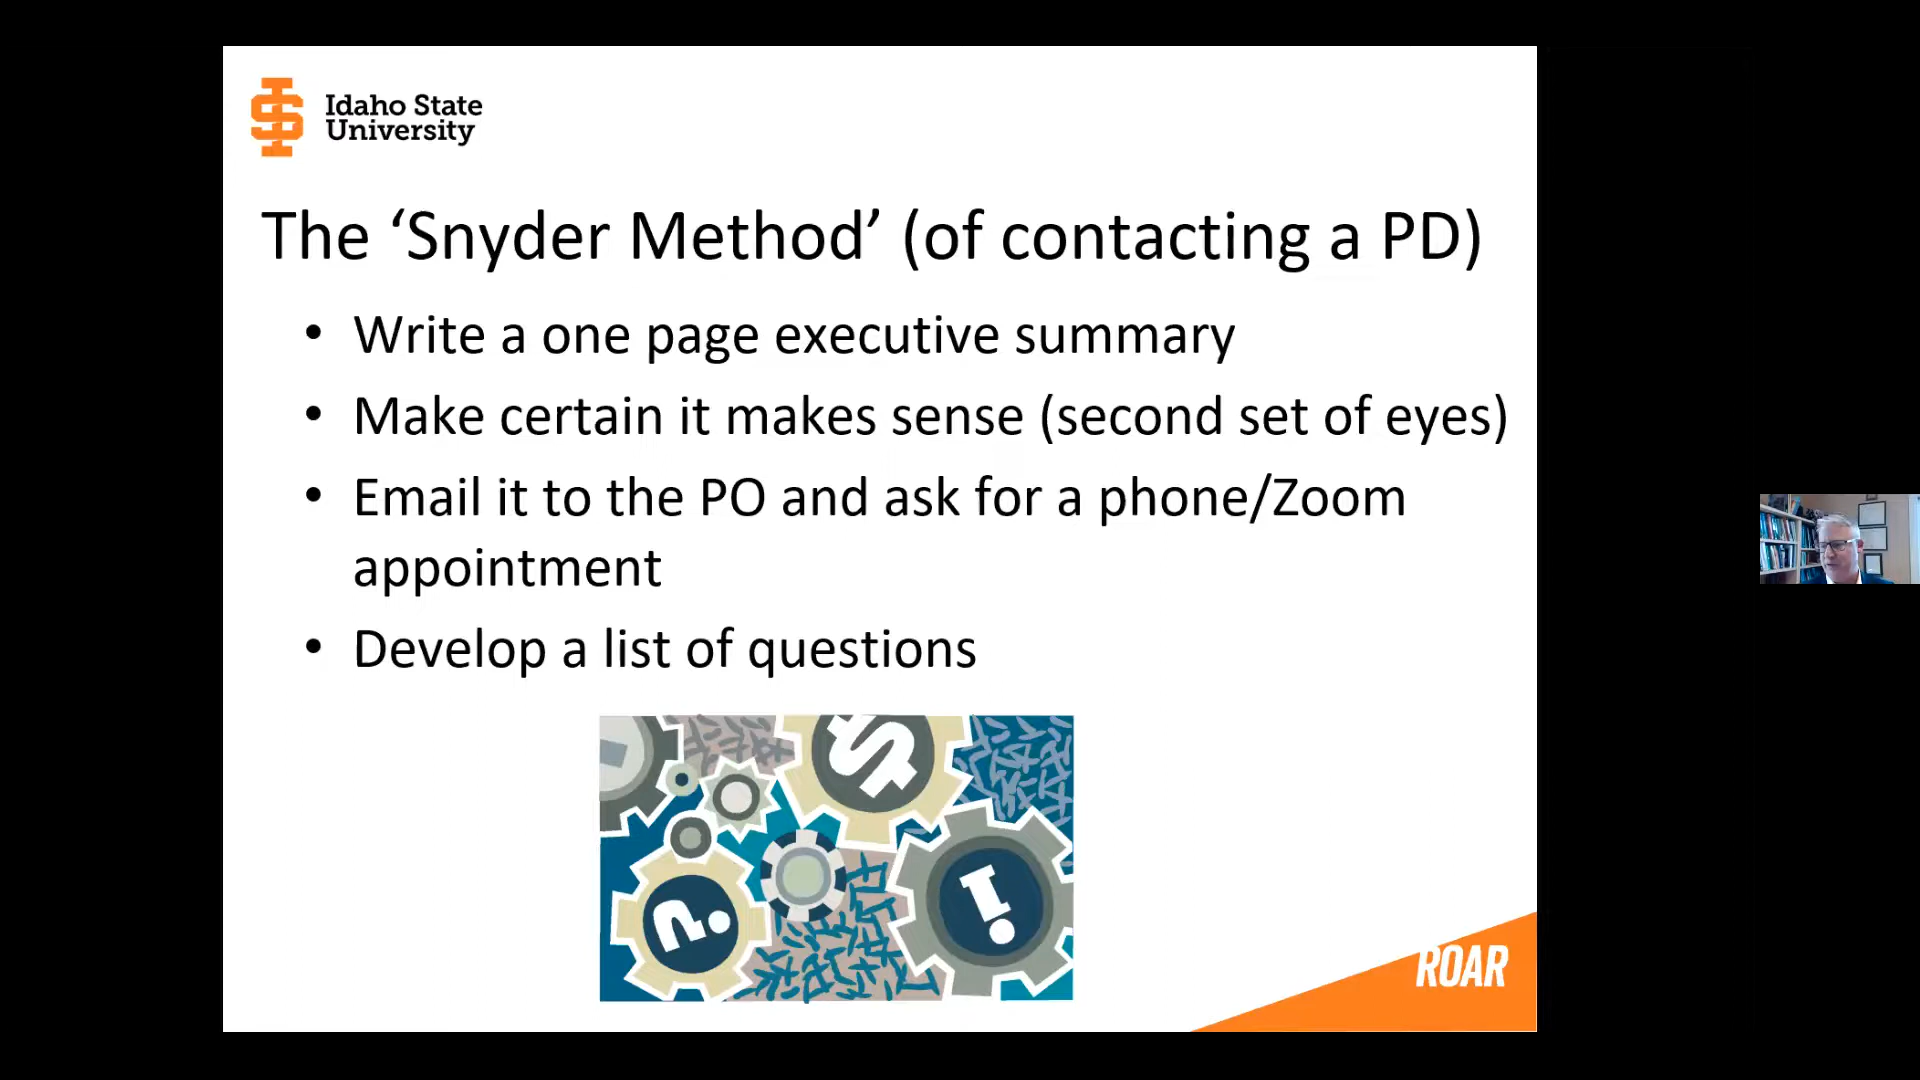 Idaho State
University
The ‘Snyder Method’ (of contacting a PD)
• Write a one page executive summary
• Make certain it makes sense (second set of eyes)
• Email it to the PO and ask for a phone/Zoom
appointment
• Develop a list of questions
$
?
!
ROAR